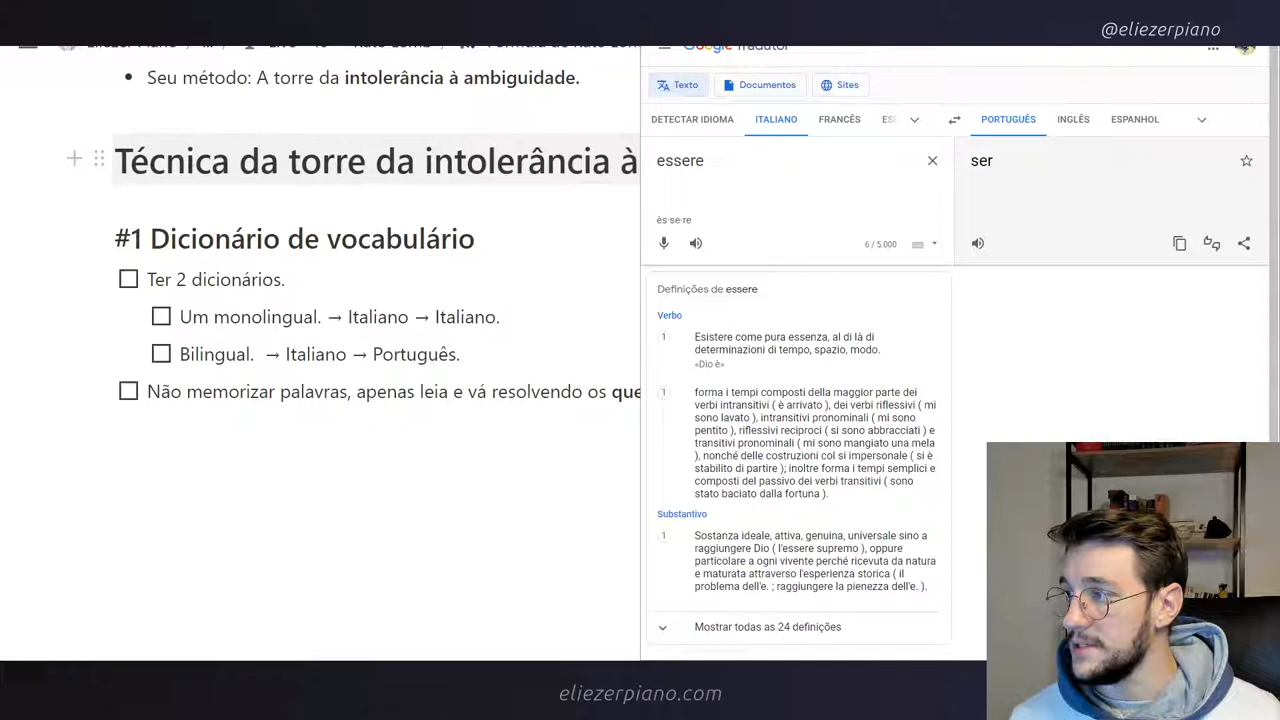 @eliezerpiano
Seu método: A torre da intolerância à ambiguidade.
Técnica da torre da intolerância à
#1 Dicionário de vocabulário
Ter 2 dicionários.
Um monolingual. → Italiano → Italiano.
Bilingual. → Italiano → Português.
Não memorizar palavras, apenas leia e vá resolvendo os que
Google Tradutor
Texto
Documentos
Sites
DETECTAR IDIOMA
ITALIANO
FRANCÊS
ES
PORTUGUÊS
INGLÊS
ESPANHOL
essere
ser
ès·se·re
6 / 5.000
Definições de essere
Verbo
1
Esistere come pura essenza, al di là di
determinazioni di tempo, spazio, modo.
«Dio è»
1
forma i tempi composti della maggior parte dei
verbi intransitivi ( è arrivato ), dei verbi riflessivi ( mi
sono lavato ), intransitivi pronominali ( mi sono
pentito ), riflessivi reciproci ( si sono abbracciati ) e
transitivi pronominali ( mi sono mangiato una mela
), nonché delle costruzioni col si impersonale ( si è
stabilito di partire ); inoltre forma i tempi semplici e
composti del passivo dei verbi transitivi ( sono
stato baciato dalla fortuna ).
Substantivo
1
Sostanza ideale, attiva, genuina, universale sino a
raggiungere Dio ( l'essere supremo ), oppure
particolare a ogni vivente perché ricevuta da natura
e maturata attraverso l'esperienza storica ( il
problema dell'e. ; raggiungere la pienezza dell'e. ).
Mostrar todas as 24 definições
eliezerpiano.com